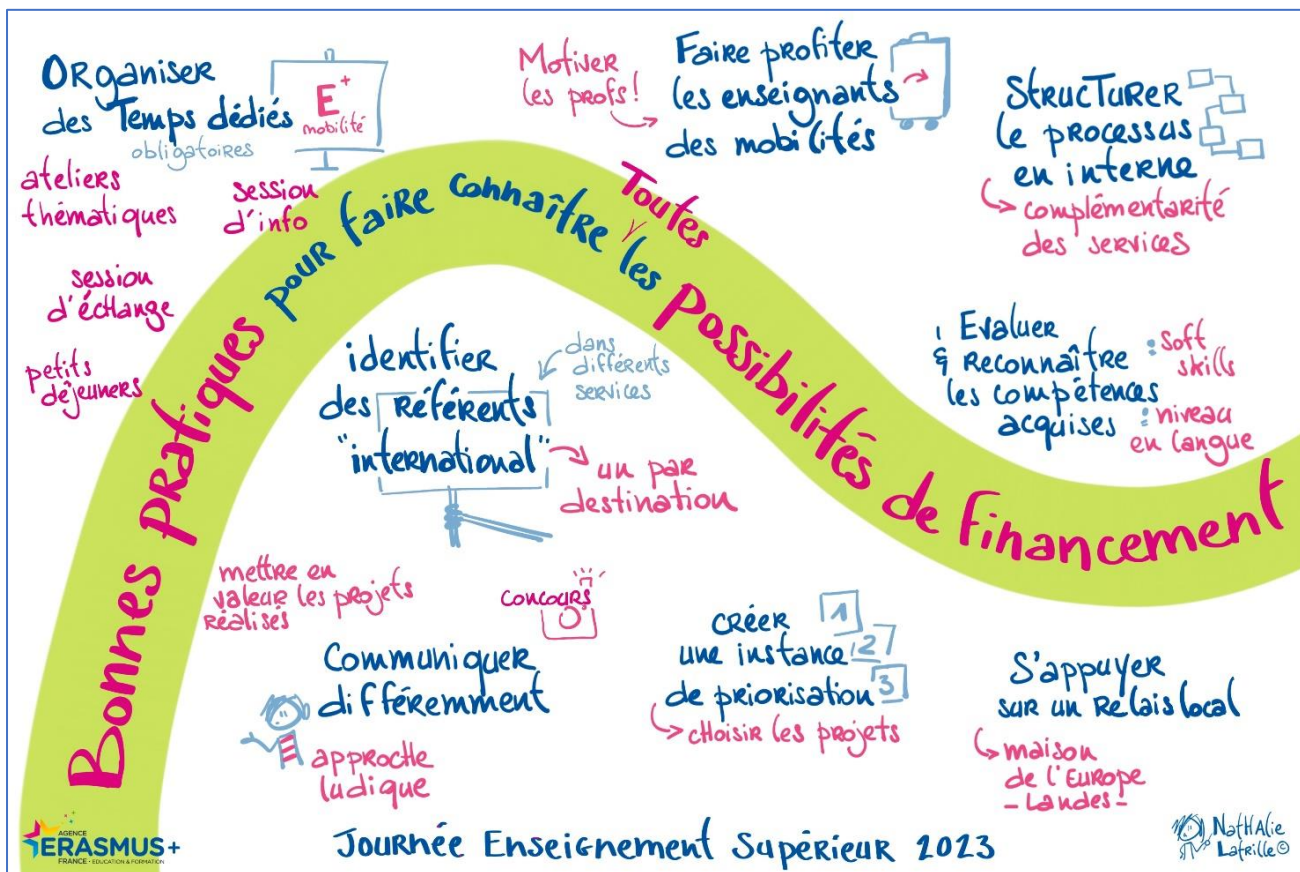 Organiser
des Temps dédiés
obligatoires
E+
mobilité
ateliers
thématiques
session
d'info
session
d'échange
petits
déjeuners
Motiver
les profs!
Faire profiter
les enseignants
des mobilités
Structurer
le processus
en interne
complémentarité
des services
Bonnes pratiques pour faire connaître Toutes les possibilités de financement
identifier
des Référents
"international"
dans
différents
services
un par
destination
Evaluer
& Reconnaître
les compétences
acquises
: soft
skills
: niveau
en langue
mettre en
valeur les projets
réalisés
concours
Communiquer
différemment
approche
ludique
créer
une instance
de priorisation
1
2
3
choisir les projets
S'appuyer
sur un Relais local
maison
de l'Europe
- Landes -
AGENCE
ERASMUS+
FRANCE - EDUCATION & FORMATION
Journée Enseignement Supérieur 2023
Nathalie
Latrille ©